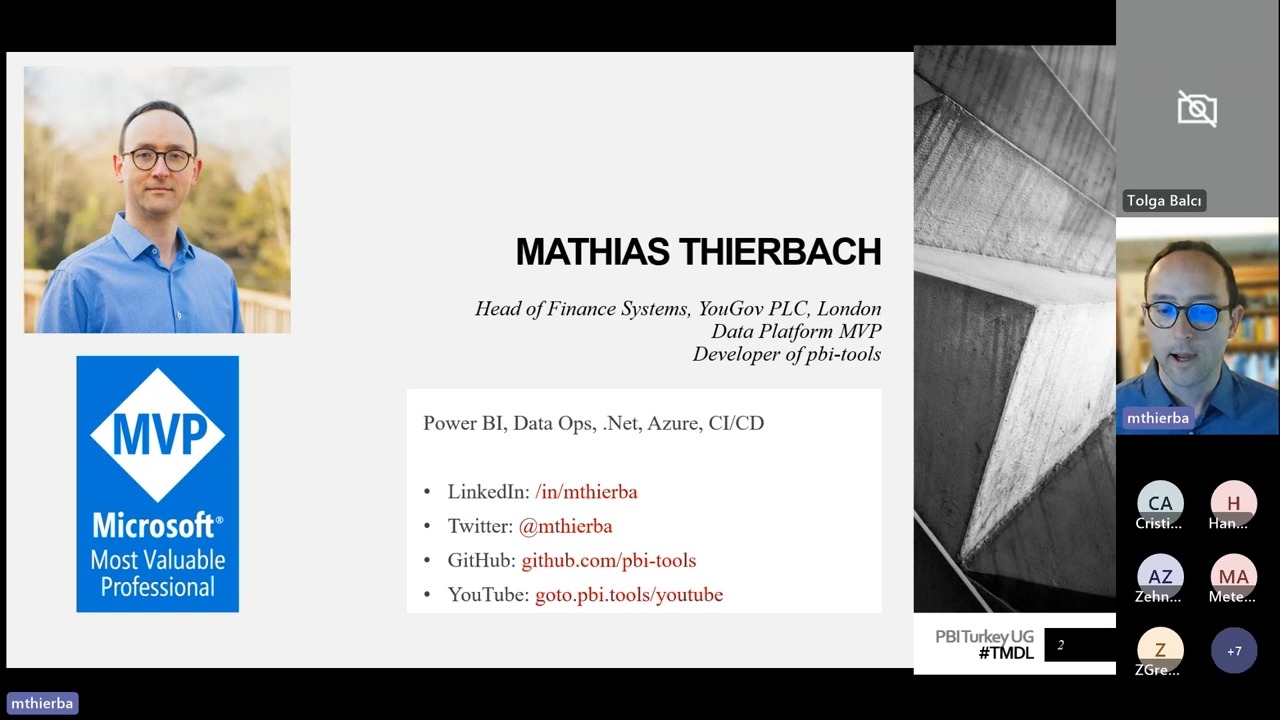 MATHIAS THIERBACH
Head of Finance Systems, YouGov PLC, London
Data Platform MVP
Developer of pbi-tools
Power BI, Data Ops, .Net, Azure, CI/CD
• LinkedIn: /in/mthierba
• Twitter: @mthierba
• GitHub: github.com/pbi-tools
• YouTube: goto.pbi.tools/youtube
MVP
Microsoft®
Most Valuable
Professional
PBITurkey UG
#TMDL
2
Tolga Balcı
mthierba
CA
Cristi...
H
Han...
AZ
Zehn...
MA
Mete...
Z
ZGre...
+7
mthierba